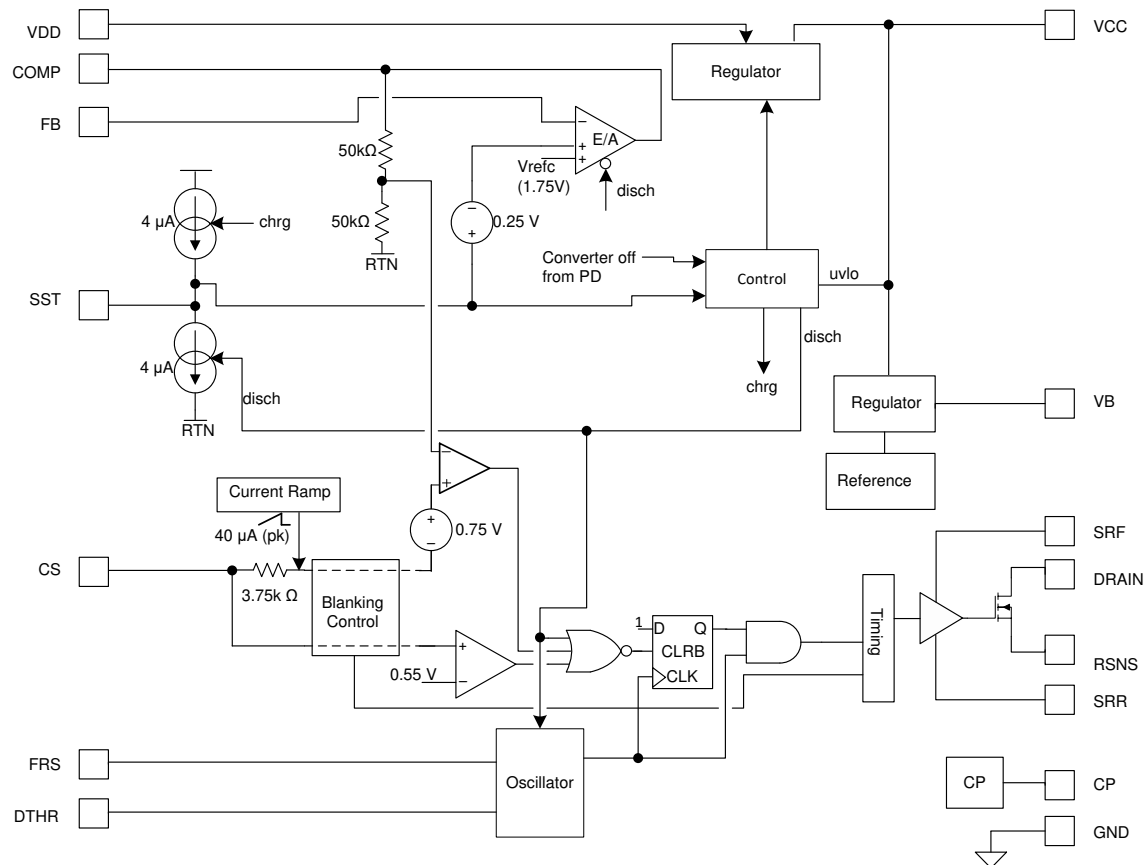 VDD
VCC
COMP
Regulator
FB
−
E/A
+
+
50kΩ
Vrefc
(1.75V)
disch
4 µA
chrg
50kΩ
−
+
0.25 V
RTN
Converter off
from PD
Control
uvlo
SST
disch
4 µA
disch
chrg
RTN
Regulator
VB
−
+
Reference
Current Ramp
40 µA (pk)
+
−
0.75 V
SRF
CS
3.75k Ω
Blanking
Control
DRAIN
Timing
1
D
Q
CLRB
CLK
+
−
0.55 V
RSNS
SRR
FRS
Oscillator
DTHR
CP
CP
GND